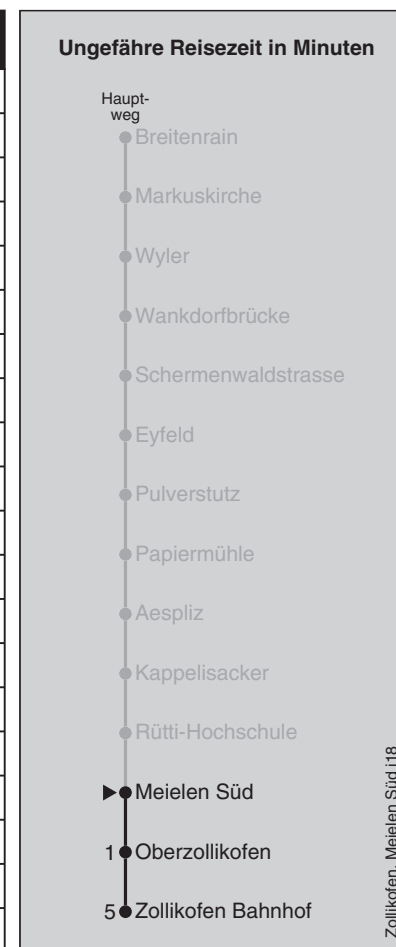 Ungefähre Reisezeit in Minuten
Haupt-
weg
Breitenrain
Markuskirche
Wyler
Wankdorfbrücke
Schermenwaldstrasse
Eyfeld
Pulverstutz
Papiermühle
Aespliz
Kappelisacker
Rütti-Hochschule
Meielen Süd
1 Oberzollikofen
5 Zollikofen Bahnhof
Zollikofen, Meielen Süd j18